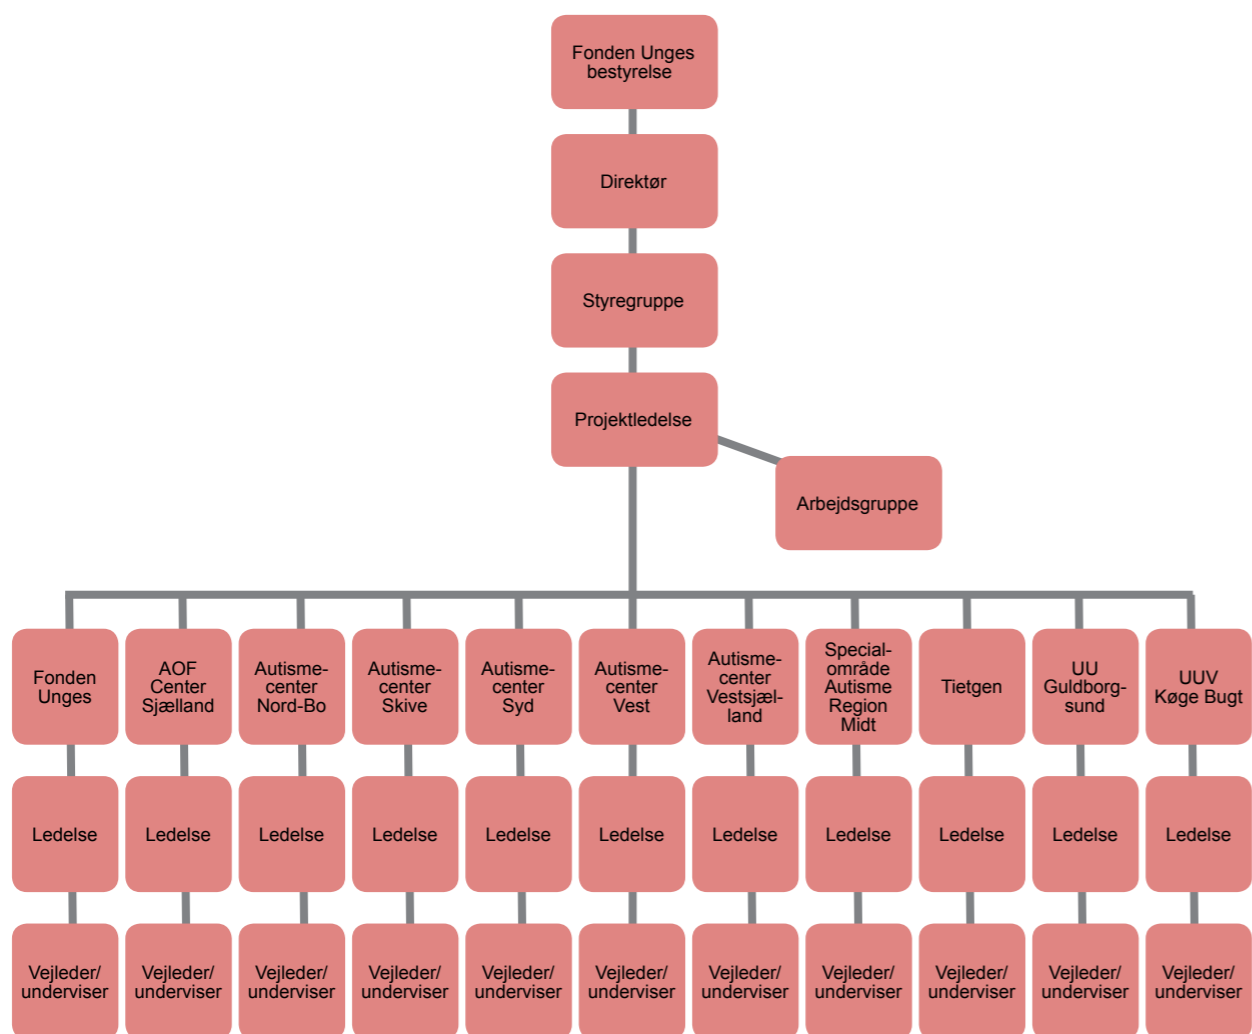 Fonden Unges
bestyrelse
Direktør
Styregruppe
Projektledelse
Arbejdsgruppe
Fonden
Unges
AOF
Center
Sjælland
Autisme-
center
Nord-Bo
Autisme-
center
Skive
Autisme-
center
Syd
Autisme-
center
Vest
Autisme-
center
Vestsjæl-
land
Special-
område
Autisme
Region
Midt
Tietgen
UU
Guldborg-
sund
UUV
Køge Bugt
Ledelse
Ledelse
Ledelse
Ledelse
Ledelse
Ledelse
Ledelse
Ledelse
Ledelse
Ledelse
Ledelse
Vejleder/
underviser
Vejleder/
underviser
Vejleder/
underviser
Vejleder/
underviser
Vejleder/
underviser
Vejleder/
underviser
Vejleder/
underviser
Vejleder/
underviser
Vejleder/
underviser
Vejleder/
underviser
Vejleder/
underviser